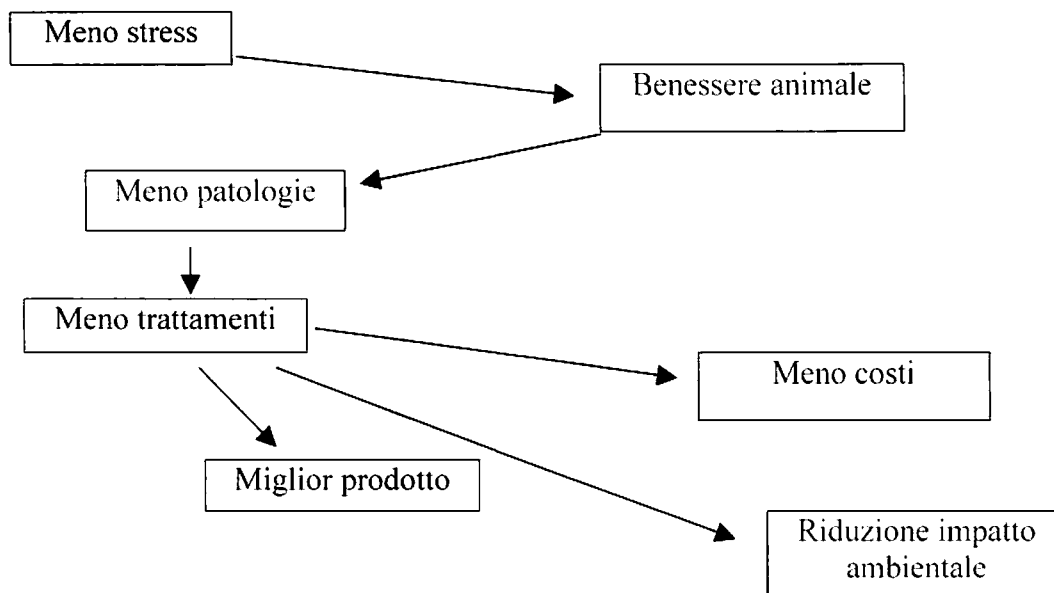 Meno stress
Benessere animale
Meno patologie
Meno trattamenti
Meno costi
Miglior prodotto
Riduzione impatto
ambientale